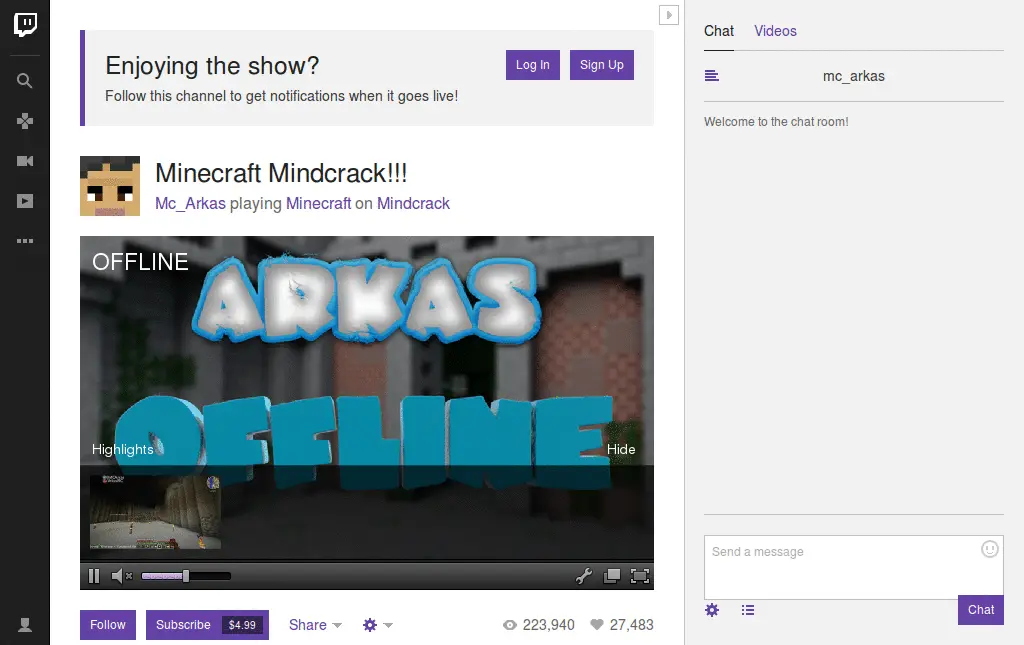 Enjoying the show?
Log In
Sign Up
Follow this channel to get notifications when it goes live!
Minecraft Mindcrack!!!
Mc_Arkas playing Minecraft on Mindcrack
OFFLINE
ARKAS
OFFLINE
Highlights
Hide
Follow
Subscribe
$4.99
Share
223,940
27,483
Chat
Videos
mc_arkas
Welcome to the chat room!
Send a message
Chat